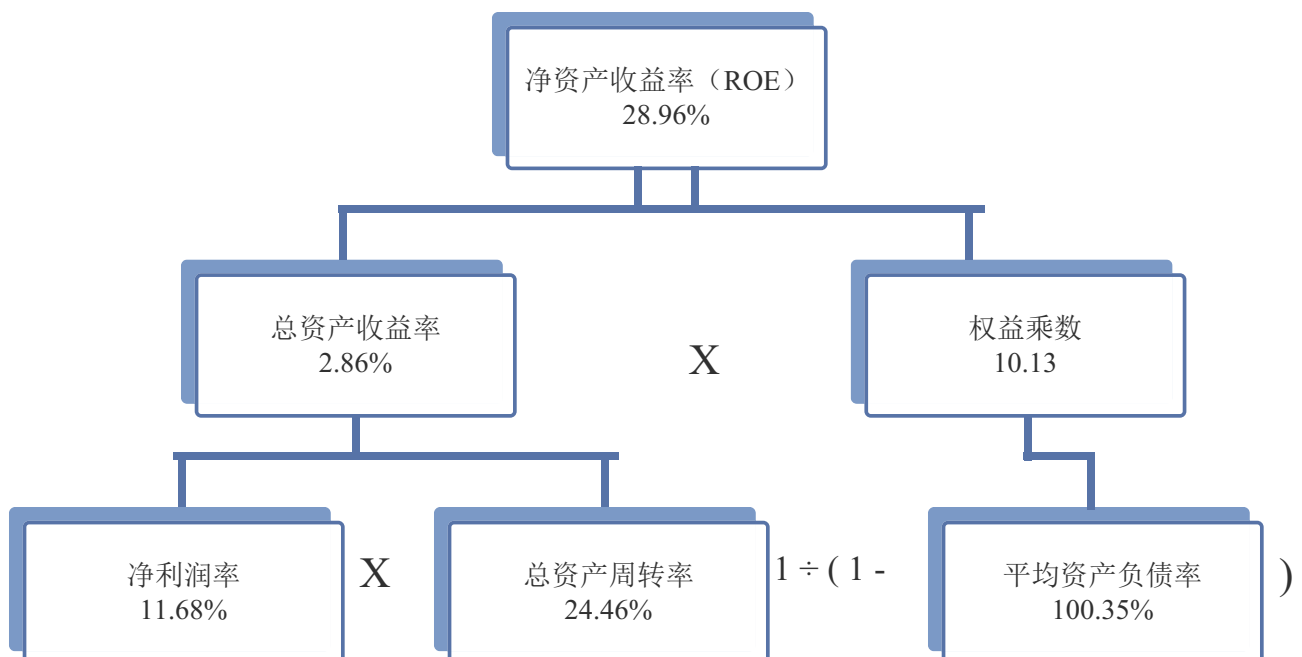 净资产收益率（ROE）
28.96%
总资产收益率
2.86%
X
权益乘数
10.13
净利润率
11.68%
X
总资产周转率
24.46%
1 ÷ ( 1 -
平均资产负债率
100.35%
)